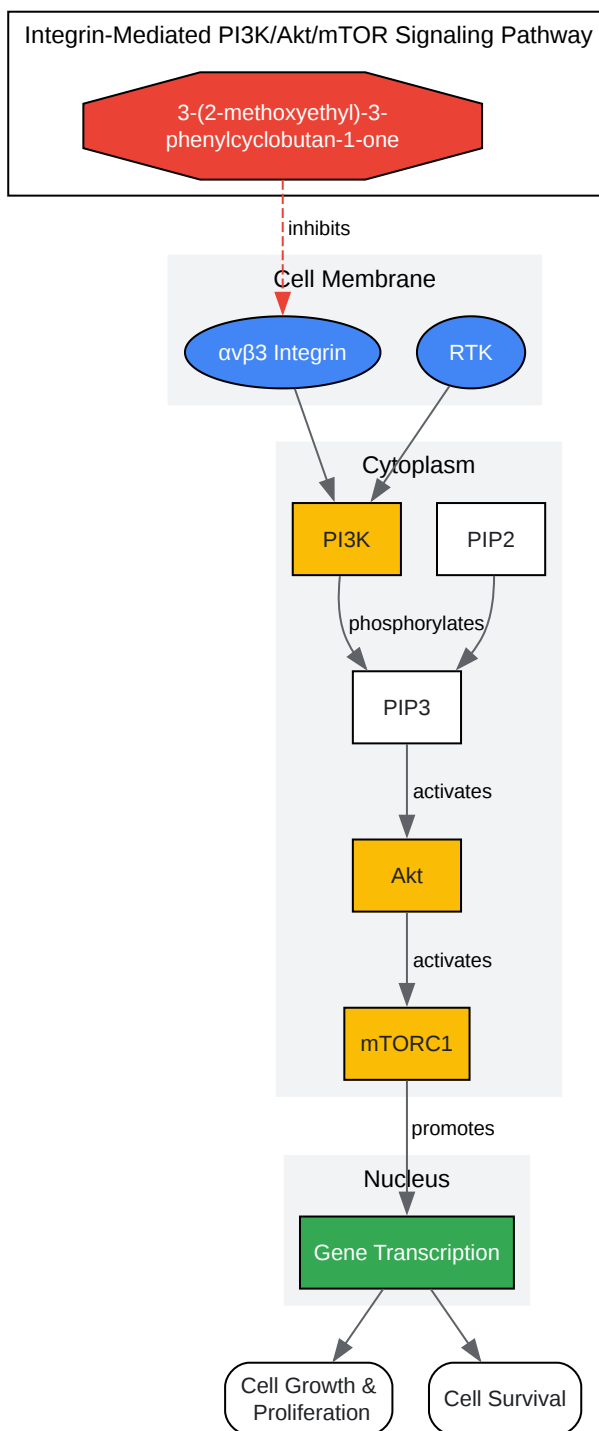 Integrin-Mediated PI3K/Akt/mTOR Signaling Pathway
3-(2-methoxyethyl)-3-
phenylcyclobutan-1-one
inhibits
Cell Membrane
αvβ3 Integrin
RTK
Cytoplasm
PI3K
PIP2
phosphorylates
PIP3
activates
Akt
activates
mTORC1
promotes
Nucleus
Gene Transcription
Cell Growth &
Proliferation
Cell Survival